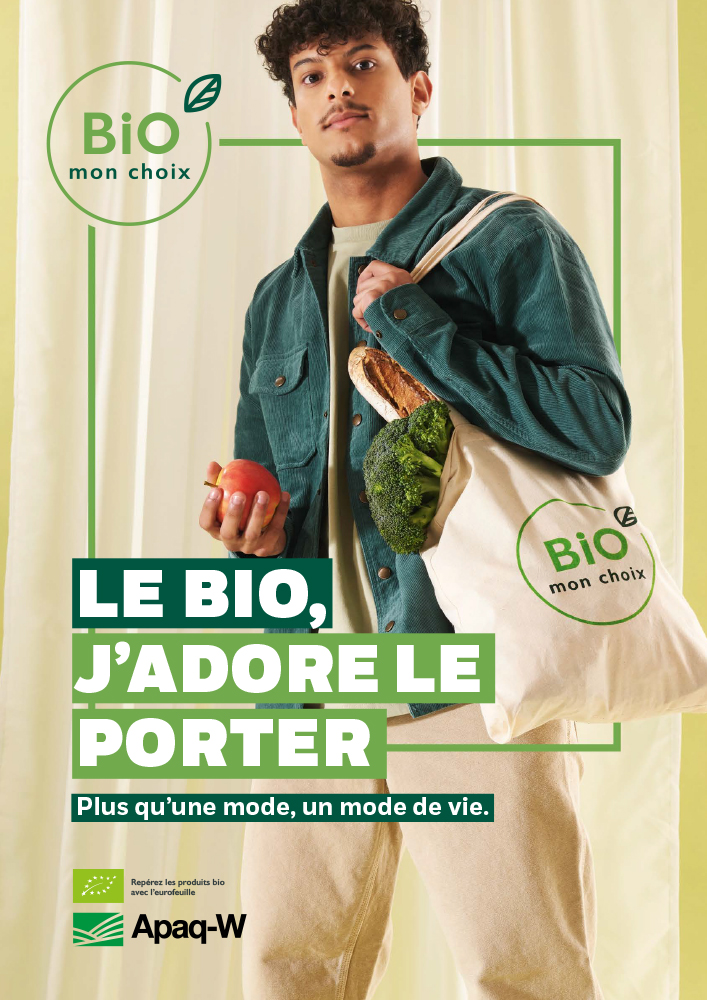 BiO
mon choix
BiO
mon choix
LE BIO,
J’ADORE LE
PORTER
Plus qu’une mode, un mode de vie.
Repérez les produits bio
avec l’eurofeuille
Apaq-W